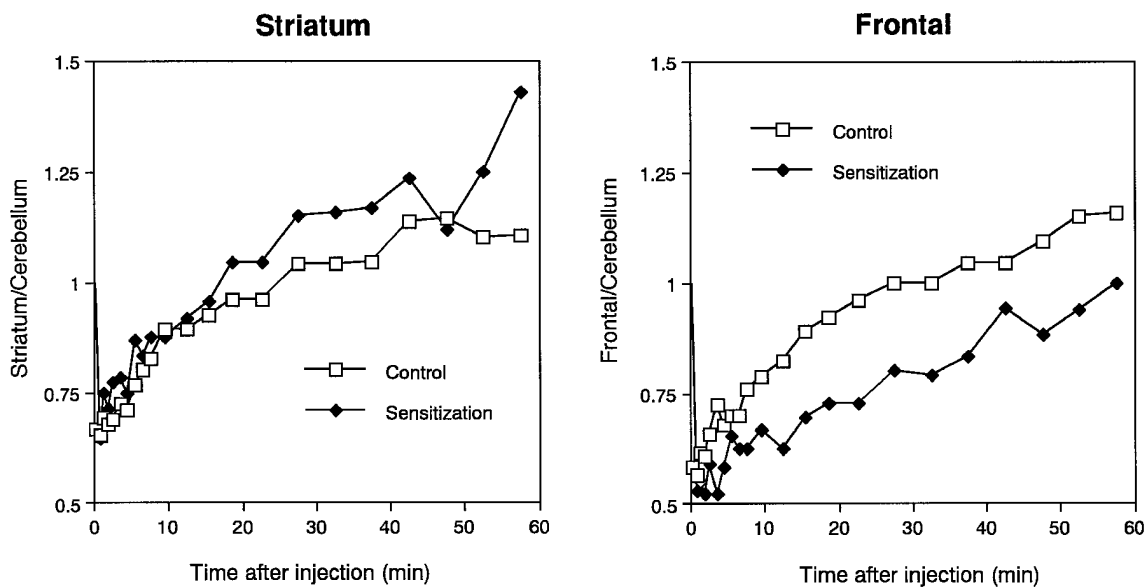 Striatum
1.5
1.25
1
0.75
0.5
Striatum/Cerebellum
Control
Sensitization
0 10 20 30 40 50 60
Time after injection (min)
Frontal
1.5
1.25
1
0.75
0.5
Frontal/Cerebellum
Control
Sensitization
0 10 20 30 40 50 60
Time after injection (min)